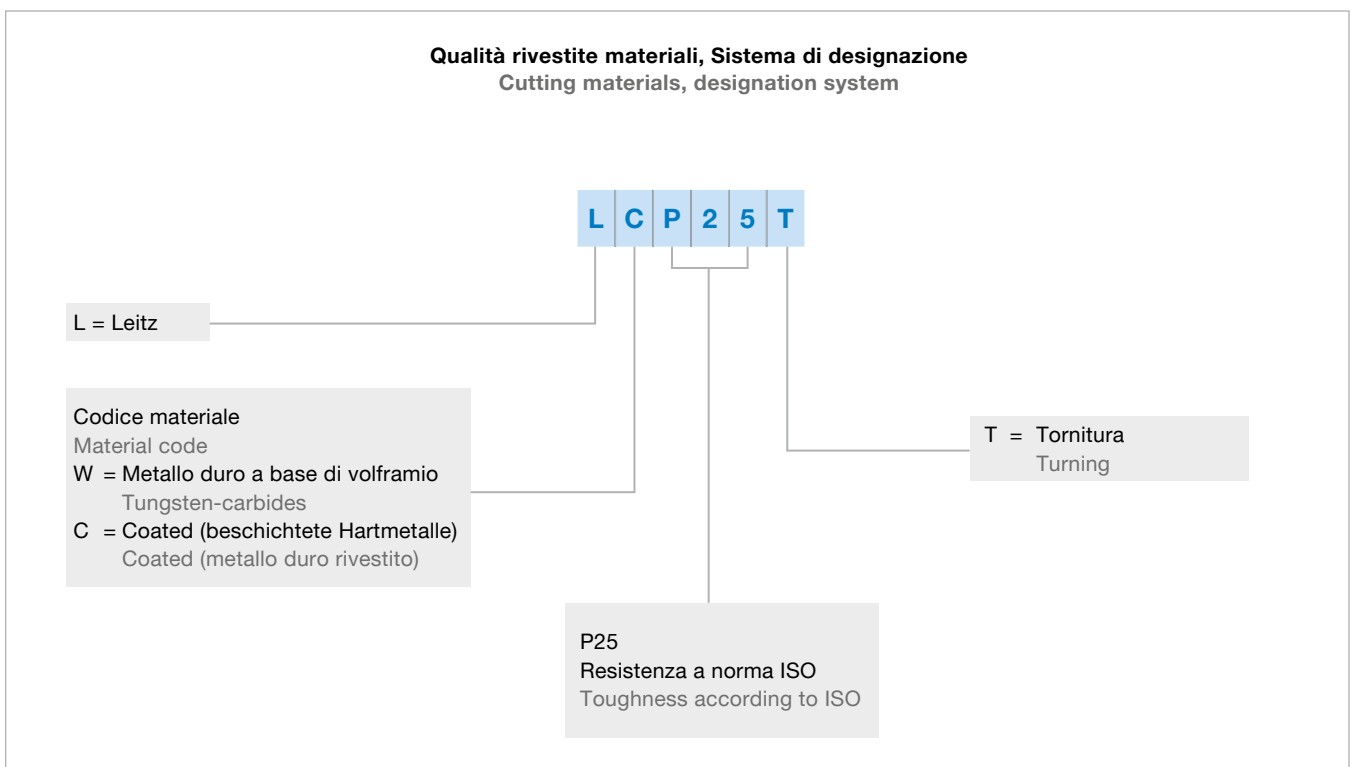 Qualità rivestite materiali, Sistema di designazione
Cutting materials, designation system
L C P 2 5 T
L = Leitz
Codice materiale
Material code
W = Metallo duro a base di volframio
Tungsten-carbides
C = Coated (beschichtete Hartmetalle)
Coated (metallo duro rivestito)
T = Tornitura
Turning
P25
Resistenza a norma ISO
Toughness according to ISO